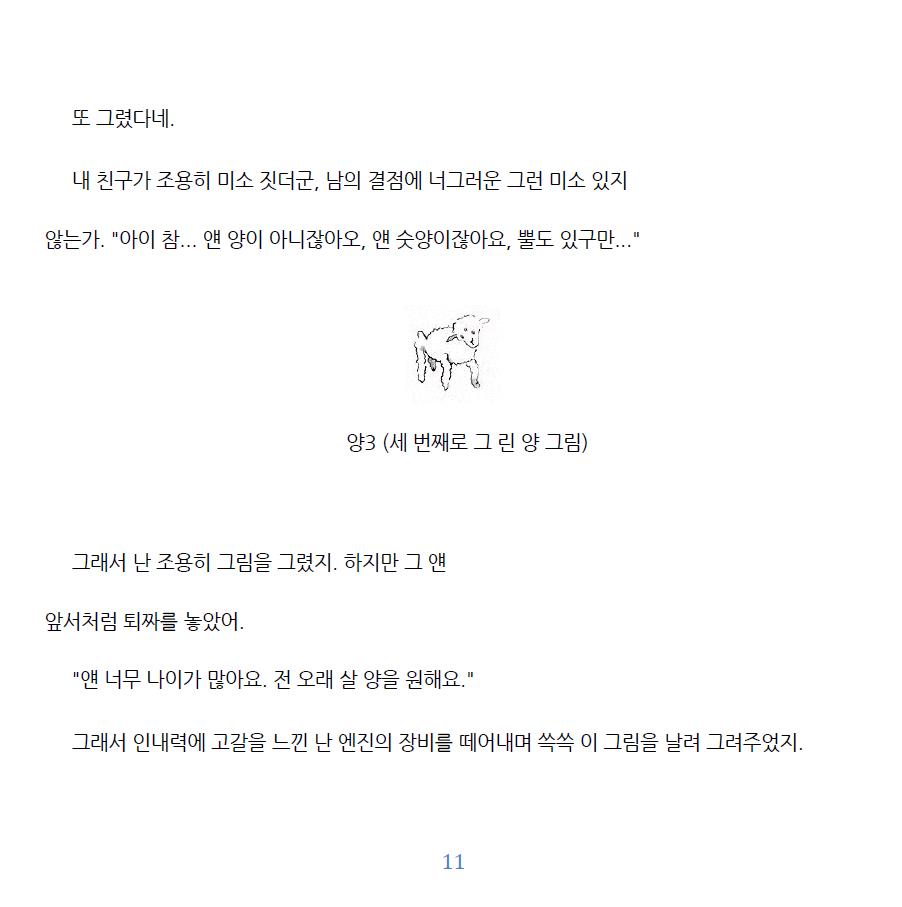 또 그렸다네.
내 친구가 조용히 미소 짓더군, 남의 결점에 너그러운 그런 미소 있지
않는가. "아이 참... 얜 양이 아니잖아오, 얜 숫양이잖아요, 뿔도 있구만..."
양3 (세 번째로 그 린 양 그림)
그래서 난 조용히 그림을 그렸지. 하지만 그 얜
앞서처럼 퇴짜를 놓았어.
"얜 너무 나이가 많아요. 전 오래 살 양을 원해요."
그래서 인내력에 고갈을 느낀 난 엔진의 장비를 떼어내며 쓱쓱 이 그림을 날려 그려주었지.
11